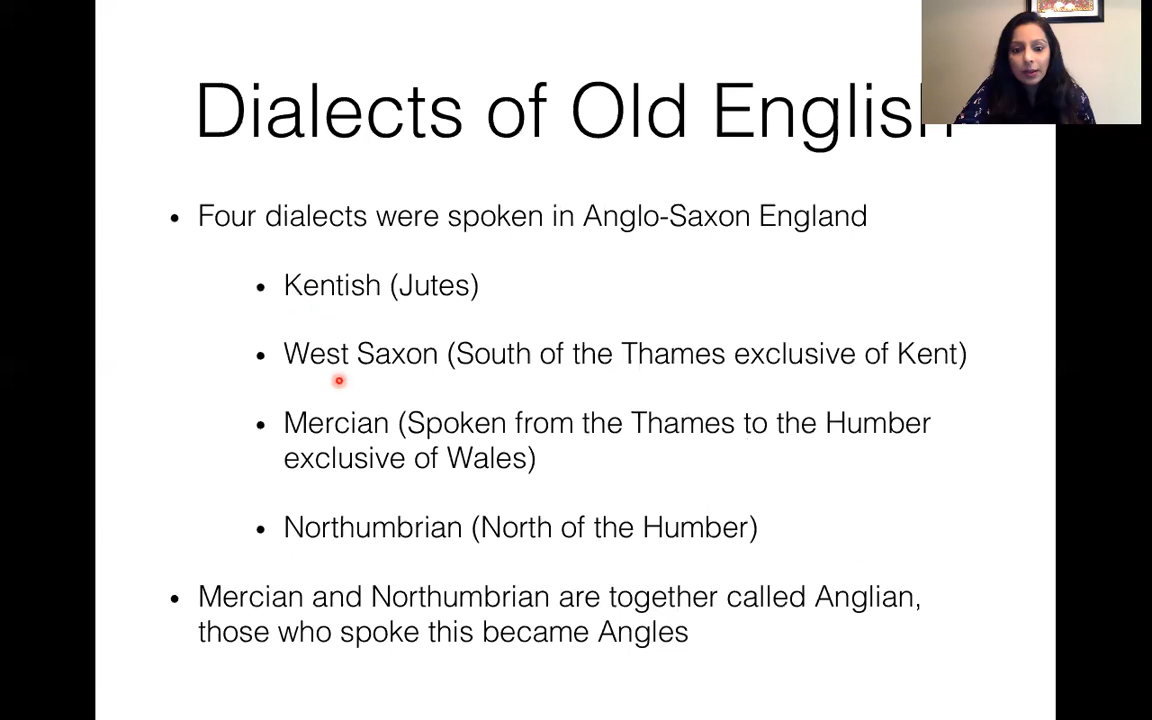 Dialects of Old English
• Four dialects were spoken in Anglo-Saxon England
• Kentish (Jutes)
• West Saxon (South of the Thames exclusive of Kent)
• Mercian (Spoken from the Thames to the Humber
exclusive of Wales)
• Northumbrian (North of the Humber)
• Mercian and Northumbrian are together called Anglian,
those who spoke this became Angles